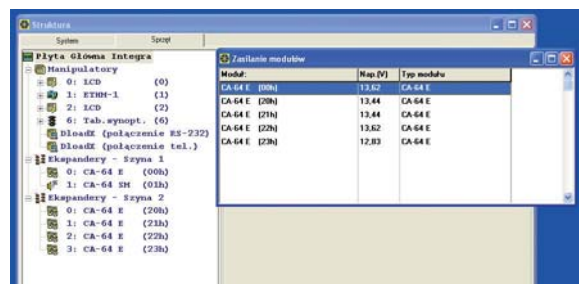 Struktura
System Sprzęt
Płyta Główna Integra
Manipulatory
0: LCD (0)
1: ETHM-1 (1)
2: LCD (2)
6: Tab.synopt. (6)
DloadX (połączenie RS-232)
DloadX (połączenie tel.)
Ekspandery - Szyna 1
0: CA-64 E (00h)
1: CA-64 SM (01h)
Ekspandery - Szyna 2
0: CA-64 E (20h)
1: CA-64 E (21h)
2: CA-64 E (22h)
3: CA-64 E (23h)
Zasilanie modułów
Moduł: Nap.(V) Typ modułu
CA-64 E (00h) 13,62 CA-64 E
CA-64 E (20h) 13,44 CA-64 E
CA-64 E (21h) 13,44 CA-64 E
CA-64 E (22h) 13,62 CA-64 E
CA-64 E (23h) 12,83 CA-64 E